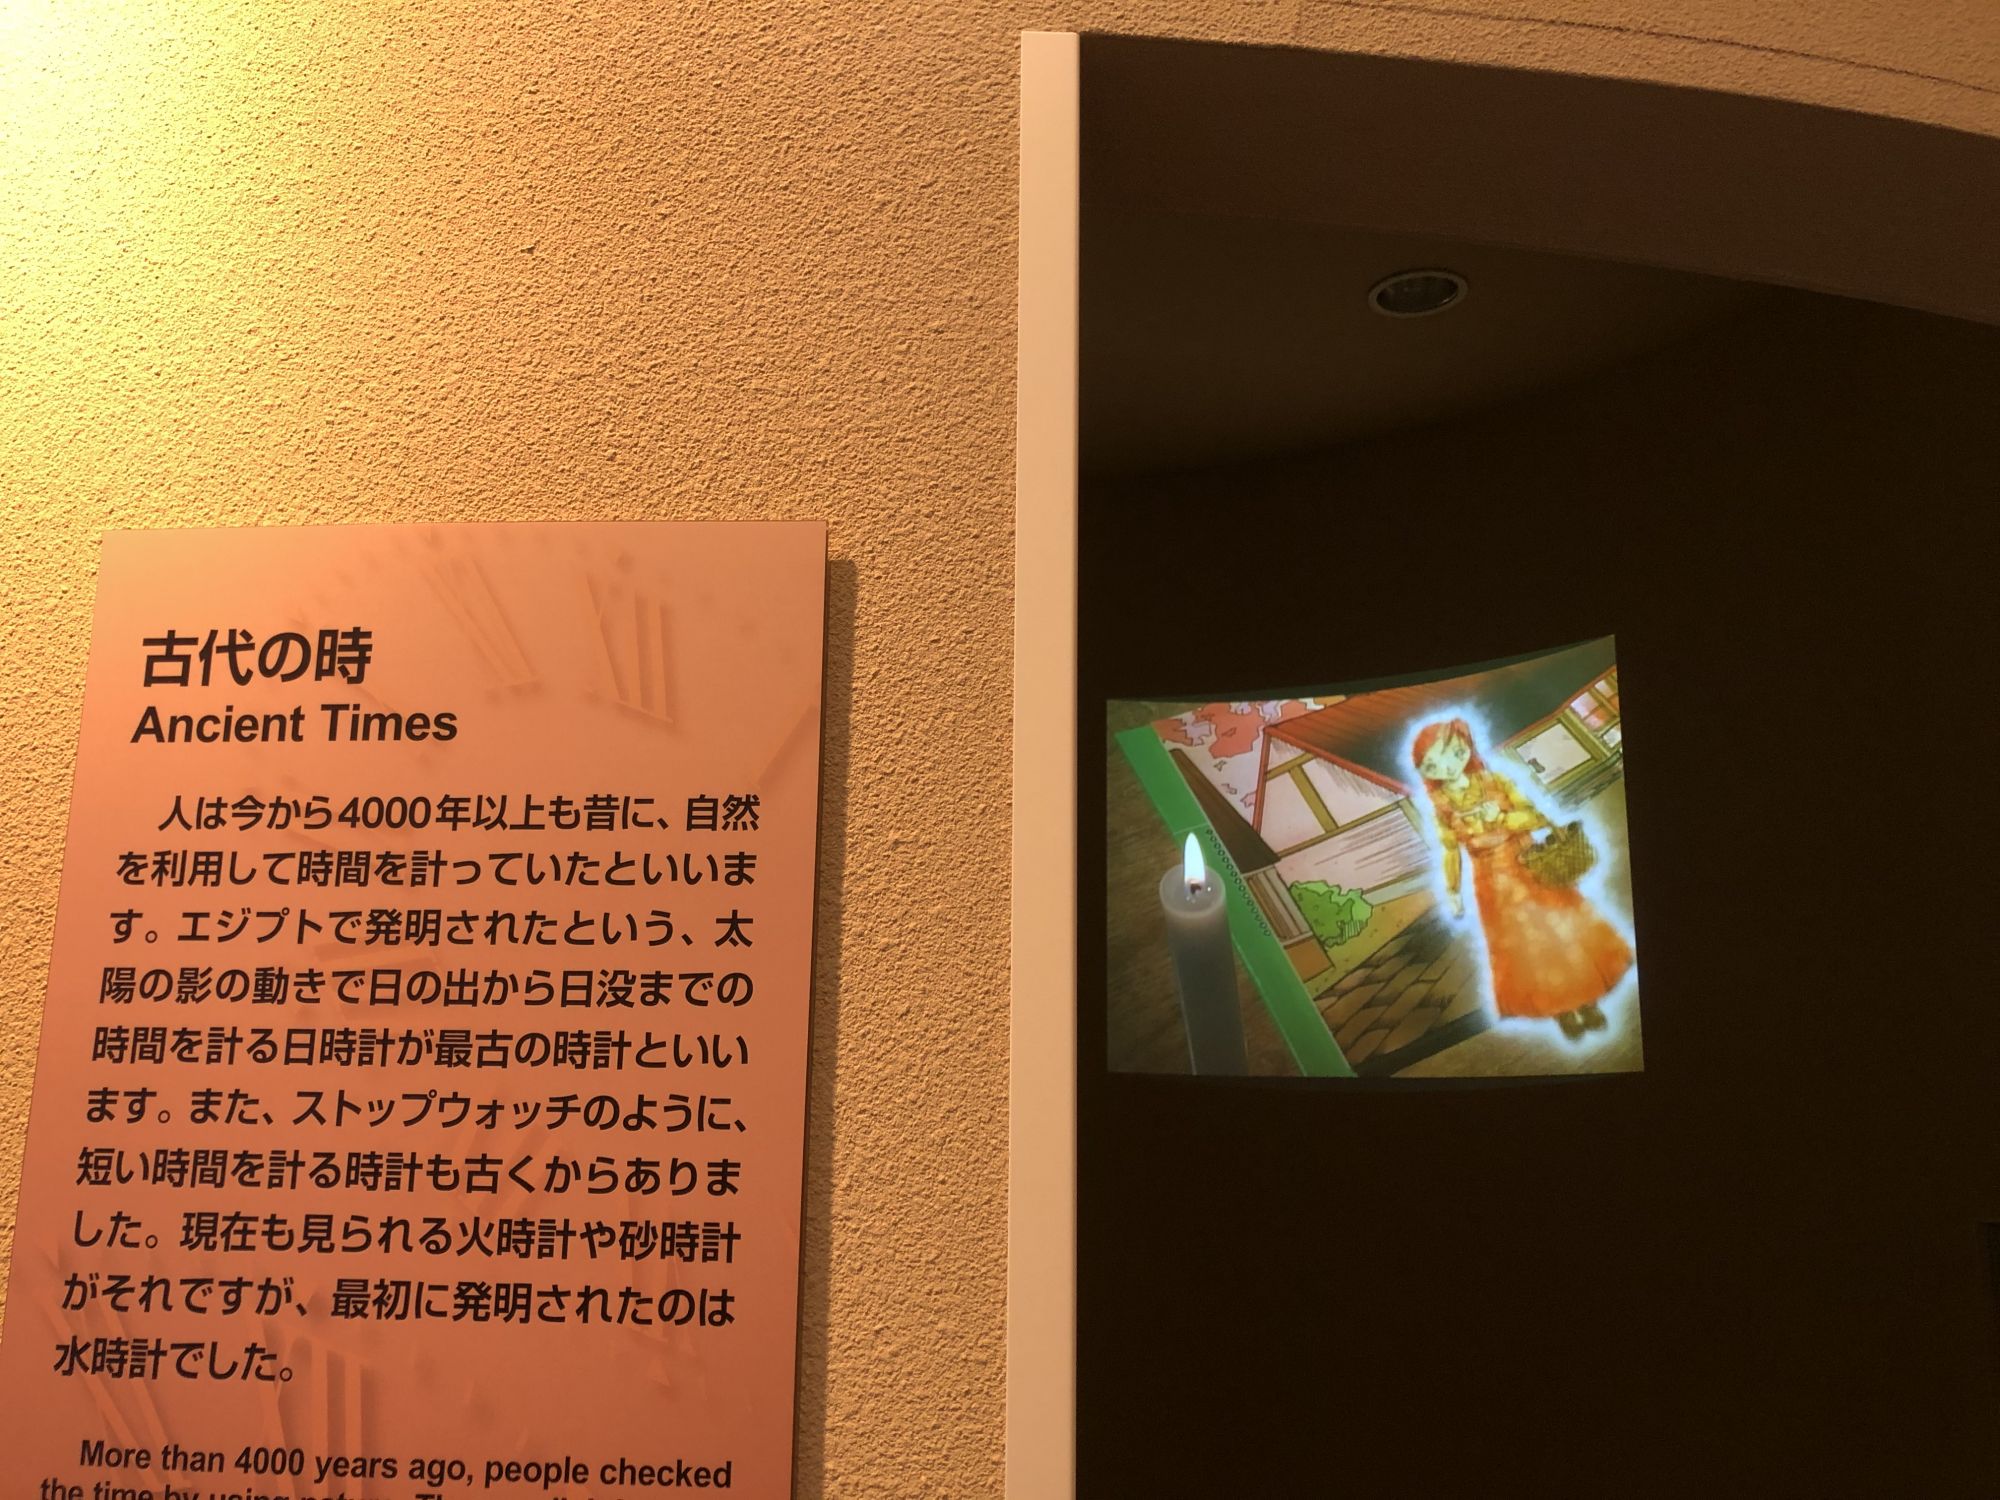 古代の時
Ancient Times
人は今から4000年以上も昔に、自然
を利用して時間を計っていたといいま
す。エジプトで発明されたという、太
陽の影の動きで日の出から日没までの
時間を計る日時計が最古の時計といい
ます。また、ストップウォッチのように、
短い時間を計る時計も古くからありま
した。現在も見られる火時計や砂時計
がそれですが、最初に発明されたのは
水時計でした。
More than 4000 years ago, people checked
the time by using